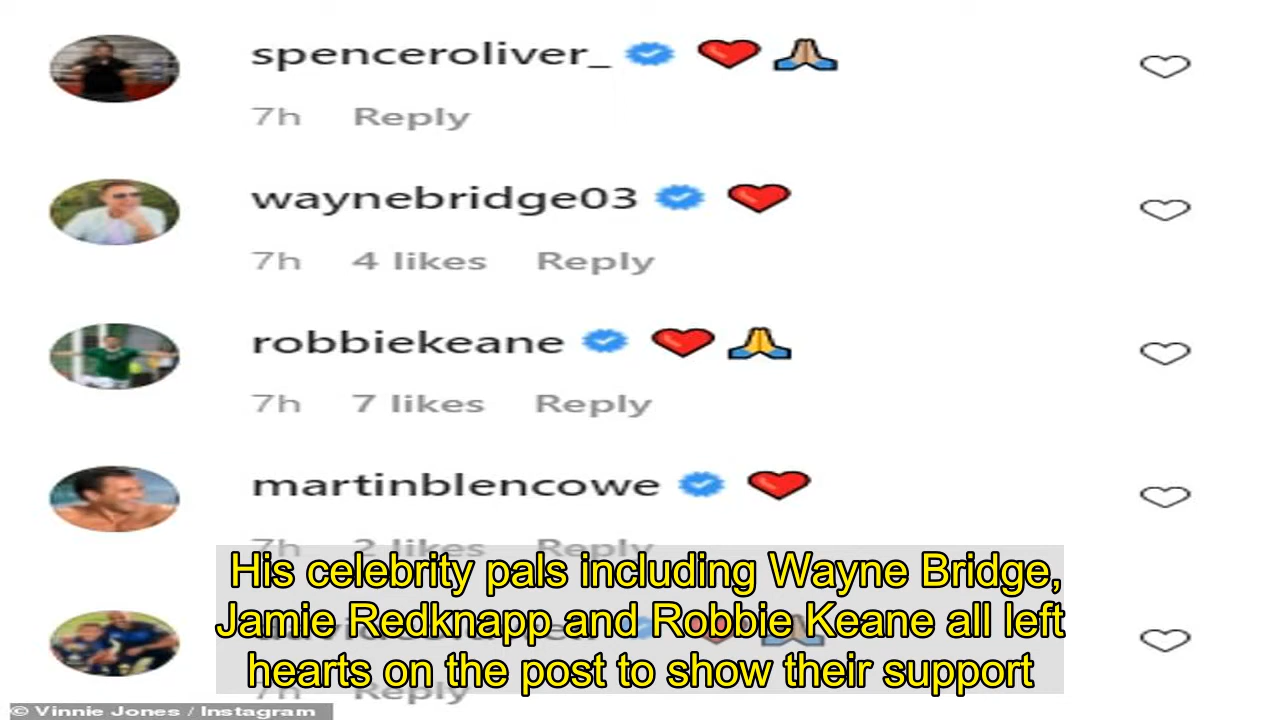 spenceroliver_
7h Reply
waynebridge03
7h 4 likes Reply
robbiekeane
7h 7 likes Reply
martinblencowe
7h 2 likes Reply
His celebrity pals including Wayne Bridge,
Jamie Redknapp and Robbie Keane all left
hearts on the post to show their support
7h Reply
© Vinnie Jones / Instagram